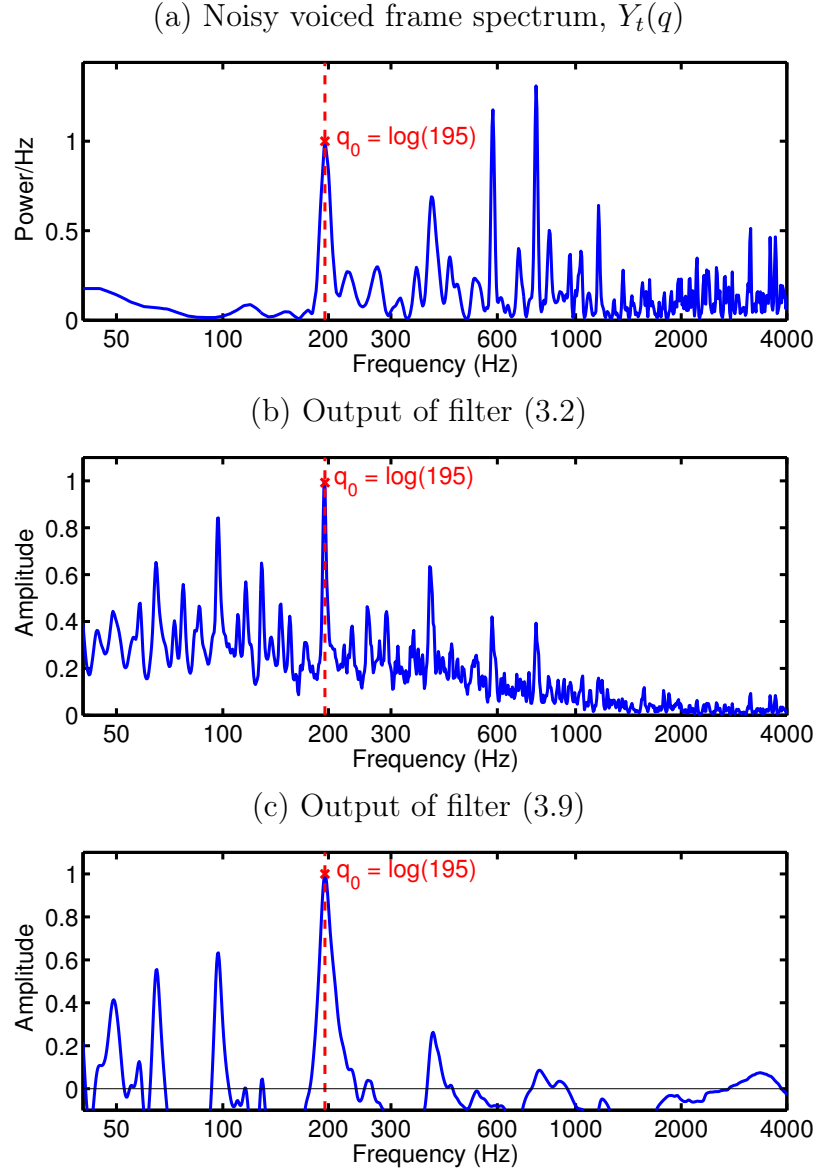 (a) Noisy voiced frame spectrum, Yₜ(q)
Power/Hz
1
0.5
0
q₀ = log(195)
50 100 200 300 600 1000 2000 4000
Frequency (Hz)
(b) Output of filter (3.2)
Amplitude
1
0.8
0.6
0.4
0.2
0
q₀ = log(195)
50 100 200 300 600 1000 2000 4000
Frequency (Hz)
(c) Output of filter (3.9)
Amplitude
1
0.8
0.6
0.4
0.2
0
q₀ = log(195)
50 100 200 300 600 1000 2000 4000
Frequency (Hz)